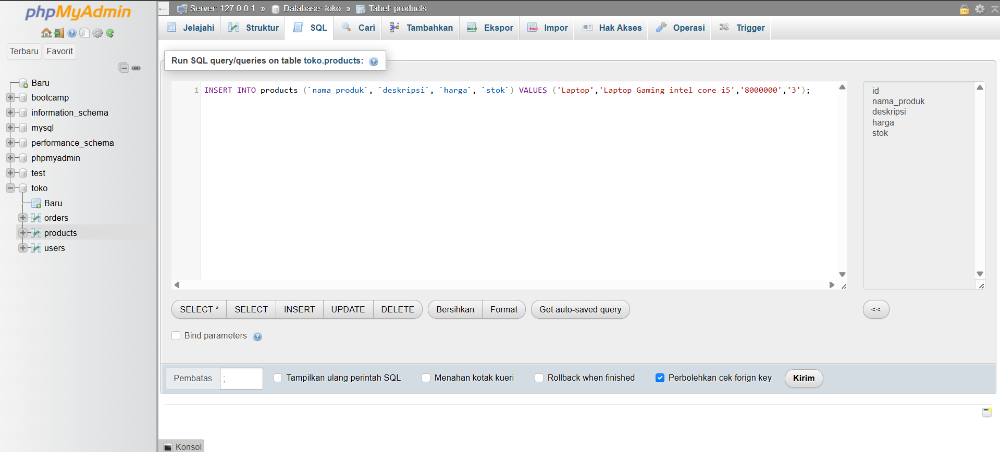 phpMyAdmin
Terbaru Favorit
Baru
bootcamp
information_schema
mysql
performance_schema
phpmyadmin
test
toko
Baru
orders
products
users
Server: 127.0.0.1 » Database: toko » Tabel: products
Jelajahi Struktur SQL Cari Tambahkan Ekspor Impor Hak Akses Operasi Trigger
Run SQL query/queries on table toko.products:
1 INSERT INTO products (`nama_produk`, `deskripsi`, `harga`, `stok`) VALUES ('Laptop','Laptop Gaming intel core i5','8000000','3');
id
nama_produk
deskripsi
harga
stok
SELECT * SELECT INSERT UPDATE DELETE Bersihkan Format Get auto-saved query <<
Bind parameters
Pembatas ; Tampilkan ulang perintah SQL Menahan kotak kueri Rollback when finished Perbolehkan cek forign key Kirim
Konsol